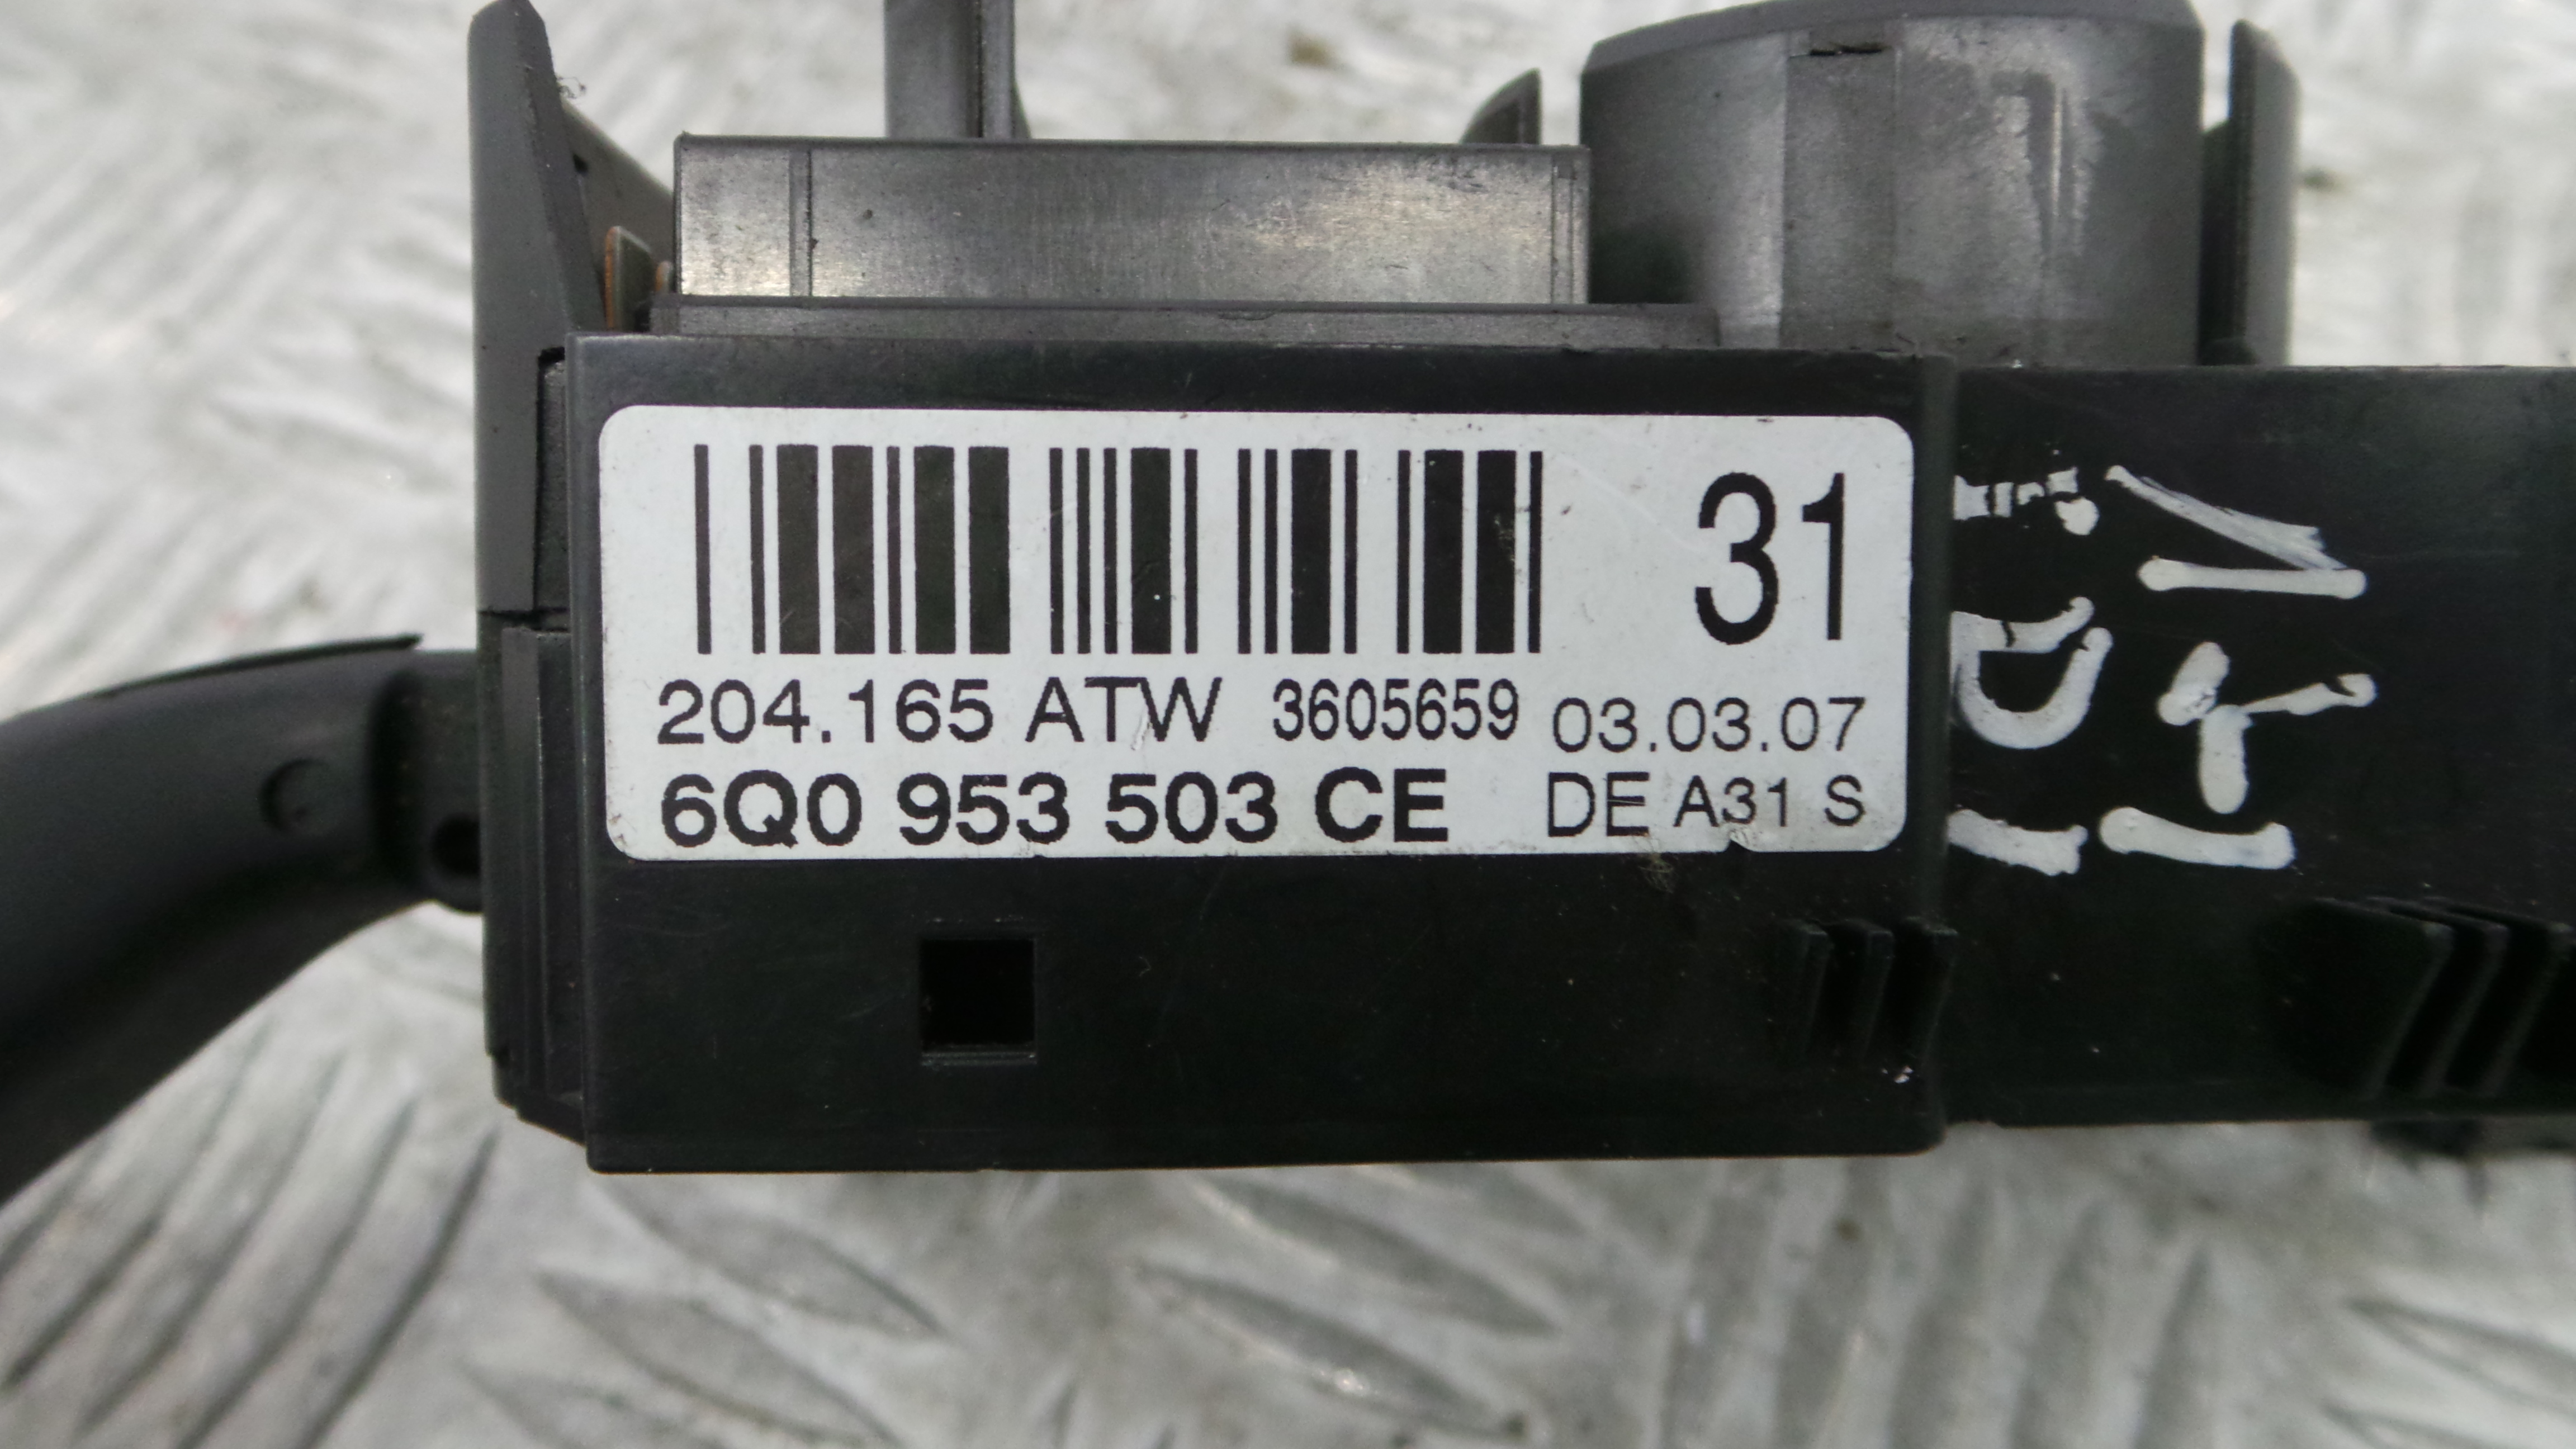 31
204.165 ATW 3605659 03.03.07
6Q0 953 503 CE DE A31 S